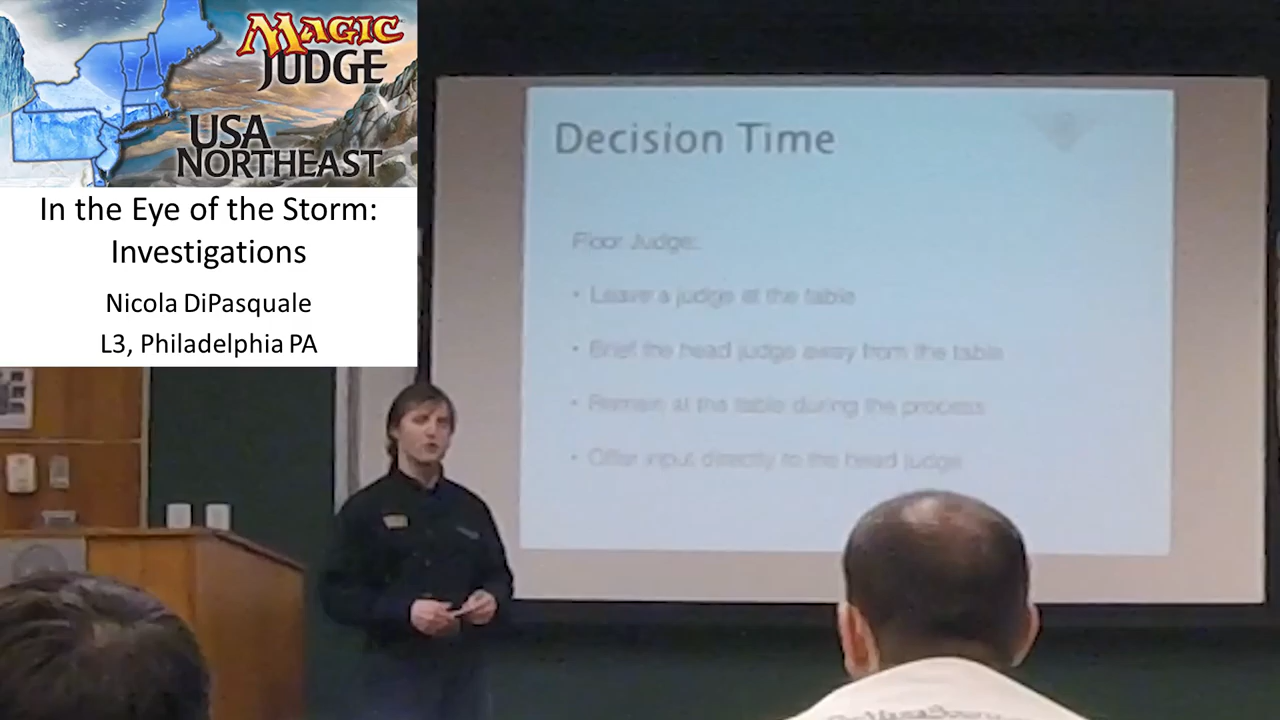 MAGIC
JUDGE
USA
NORTHEAST
In the Eye of the Storm:
Investigations
Nicola DiPasquale
L3, Philadelphia PA
Decision Time
Floor Judge:
• Leave a judge at the table
• Brief the head judge away from the table
• Remain at the table during the process
• Offer input directly to the head judge